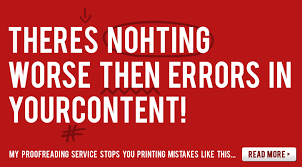 THERES NOHTING
WORSE THEN ERRORS IN
YOURCONTENT!
MY PROOFREADING SERVICE STOPS YOU PRINTING MISTAKES LIKE THIS... READ MORE >